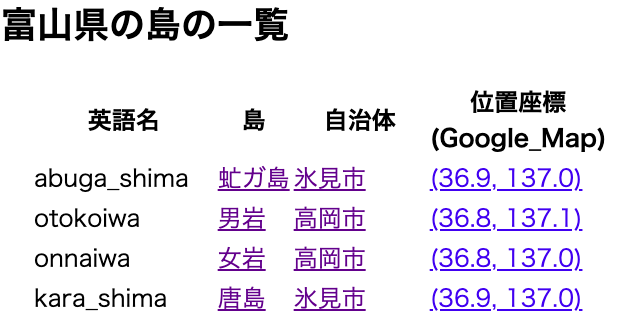 富山県の島の一覧
英語名 島 自治体 位置座標(Google_Map)
abuga_shima 虻ガ島 氷見市 (36.9, 137.0)
otokoiwa 男岩 高岡市 (36.8, 137.1)
onnaiwa 女岩 高岡市 (36.8, 137.0)
kara_shima 唐島 氷見市 (36.9, 137.0)